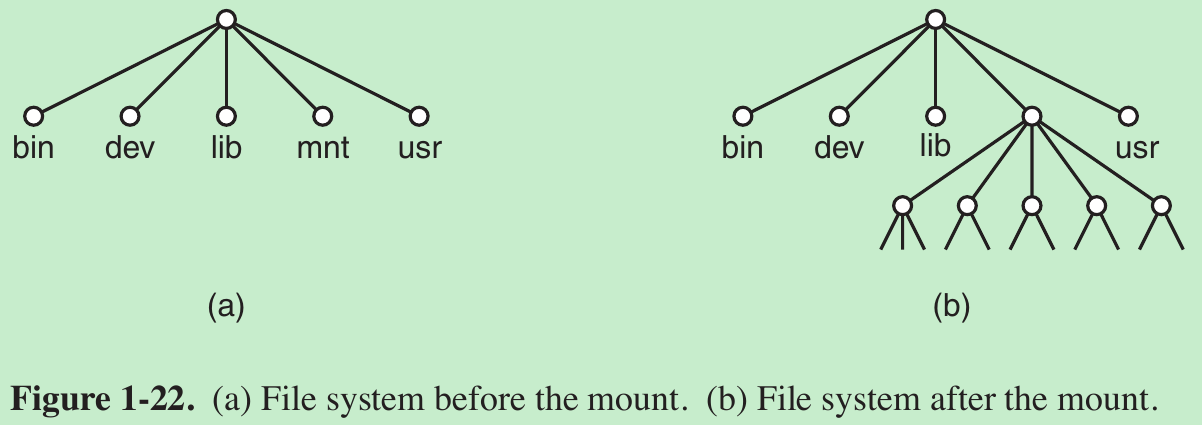 bin dev lib mnt usr
bin dev lib usr
(a)
(b)
Figure 1-22. (a) File system before the mount. (b) File system after the mount.